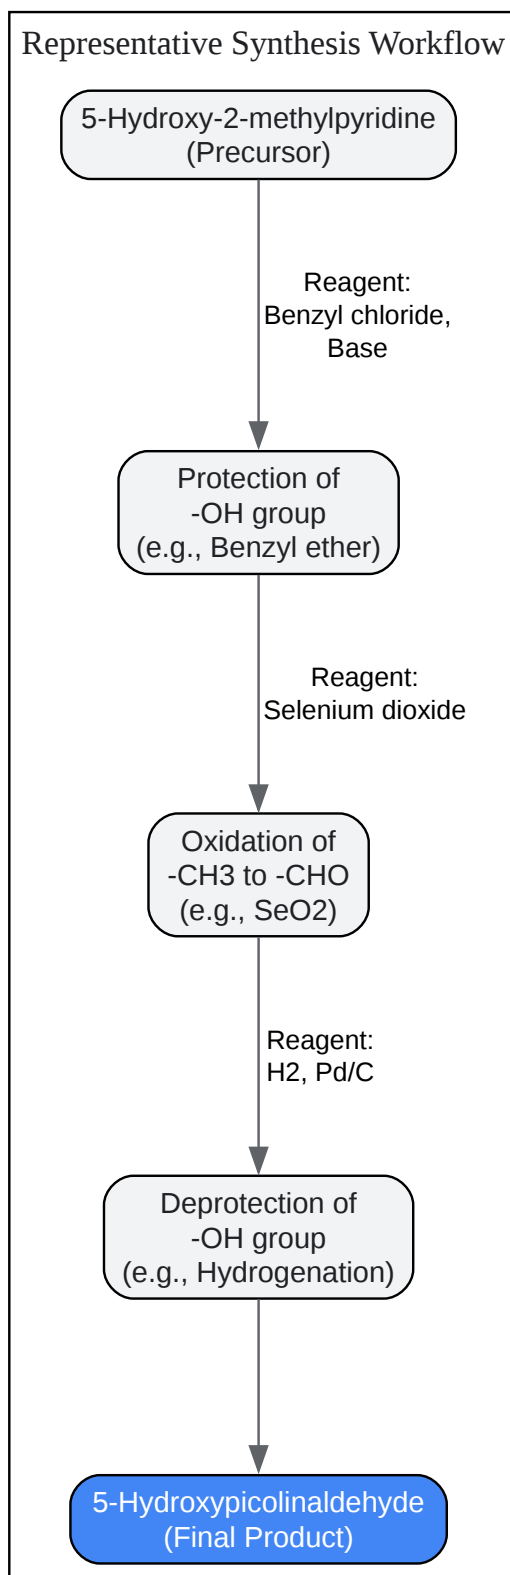 Representative Synthesis Workflow
5-Hydroxy-2-methylpyridine
(Precursor)
Reagent:
Benzyl chloride,
Base
Protection of
-OH group
(e.g., Benzyl ether)
Reagent:
Selenium dioxide
Oxidation of
-CH3 to -CHO
(e.g., SeO2)
Reagent:
H2, Pd/C
Deprotection of
-OH group
(e.g., Hydrogenation)
5-Hydroxypicolinaldehyde
(Final Product)